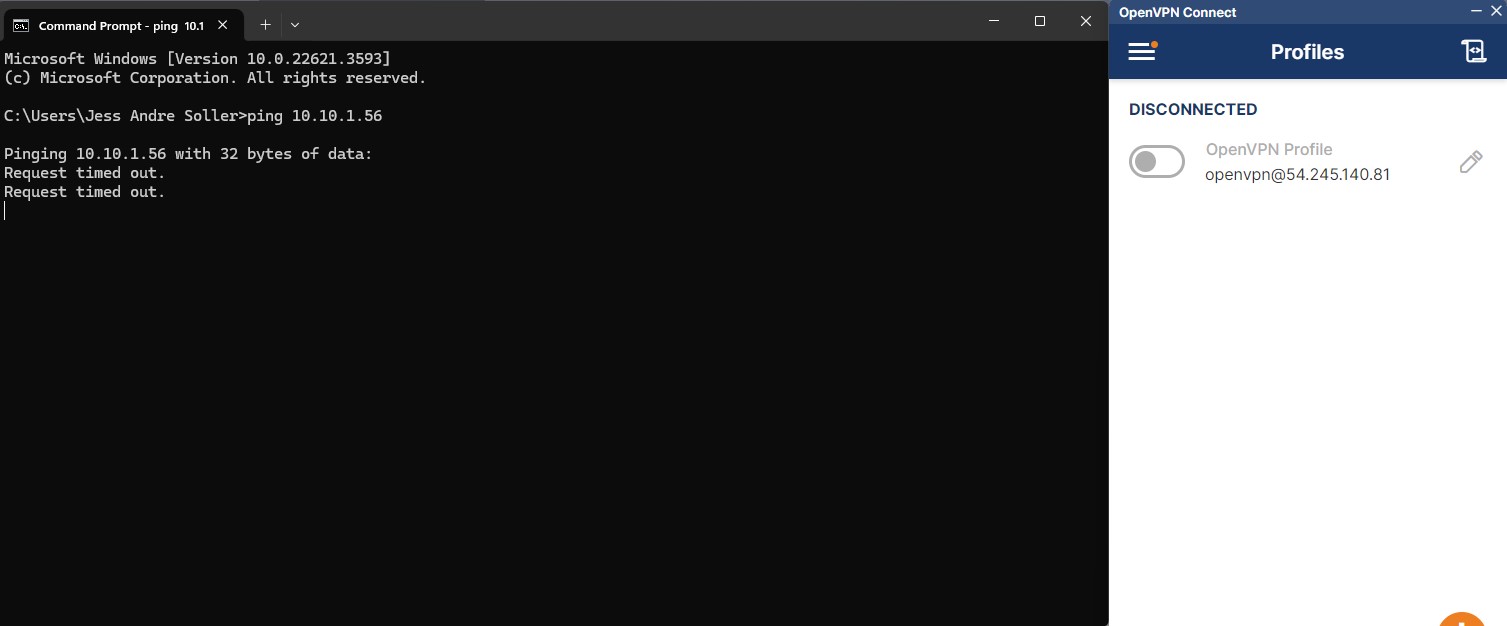 Command Prompt - ping 10.1
Microsoft Windows [Version 10.0.22621.3593]
(c) Microsoft Corporation. All rights reserved.
C:\Users\Jess Andre Soller>ping 10.10.1.56
Pinging 10.10.1.56 with 32 bytes of data:
Request timed out.
Request timed out.
OpenVPN Connect
Profiles
DISCONNECTED
OpenVPN Profile
openvpn@54.245.140.81